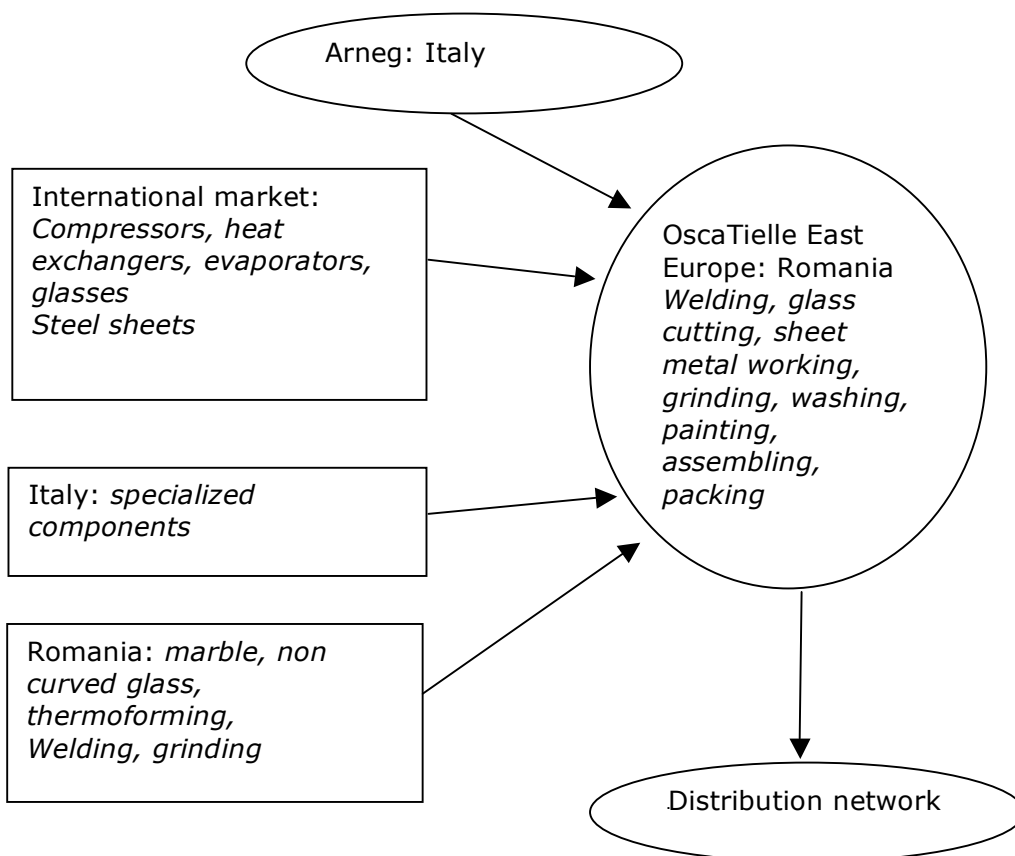 Arneg: Italy
International market:
Compressors, heat
exchangers, evaporators,
glasses
Steel sheets
OscaTielle East
Europe: Romania
Welding, glass
cutting, sheet
metal working,
grinding, washing,
painting,
assembling,
packing
Italy: specialized
components
Romania: marble, non
curved glass,
thermoforming,
Welding, grinding
Distribution network